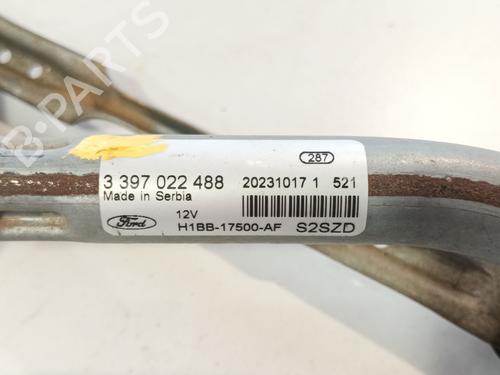 B-PARTS
287
3 397 022 488 20231017 1 521
Made in Serbia
12V
Ford H1BB-17500-AF S2SZD